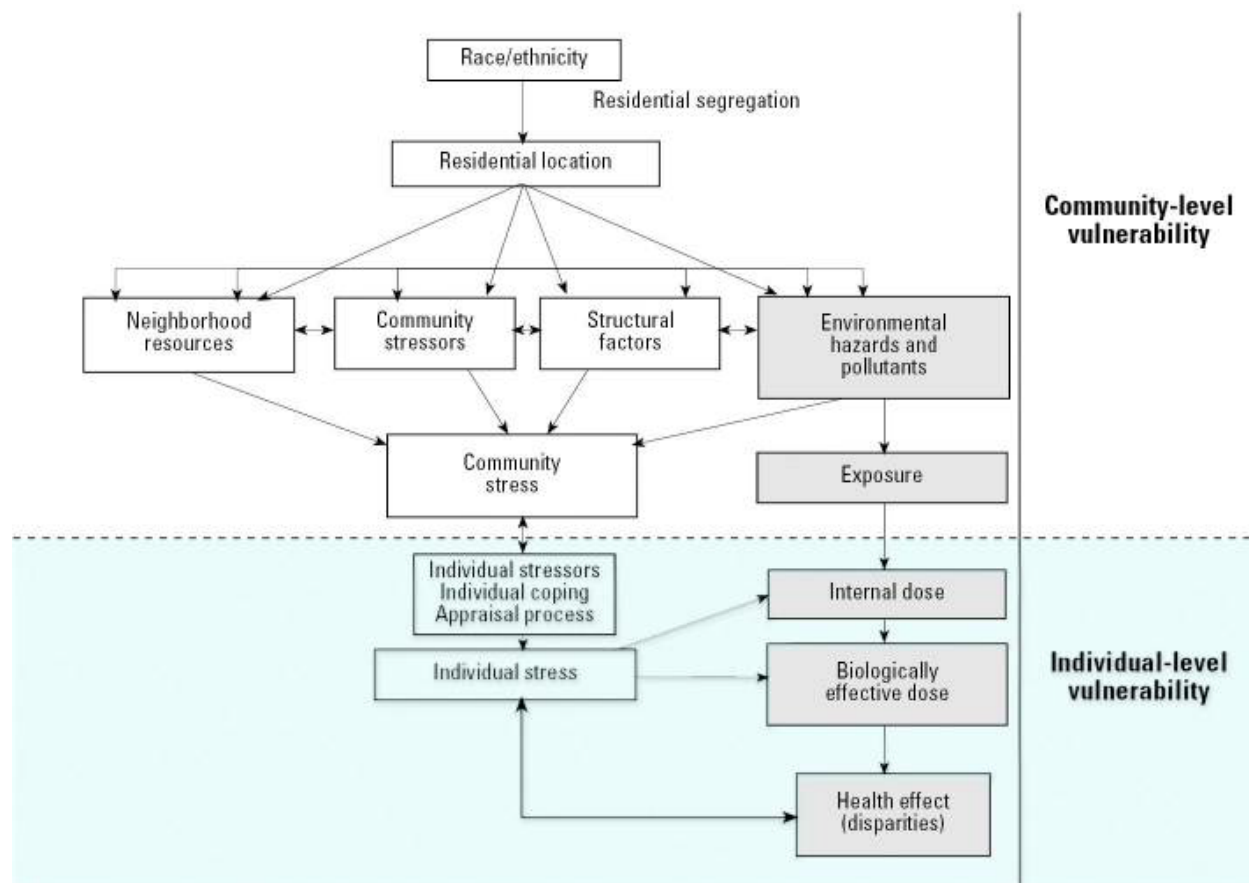 Race/ethnicity
Residential segregation
Residential location
Community-level
vulnerability
Neighborhood
resources
Community
stressors
Structural
factors
Environmental
hazards and
pollutants
Community
stress
Exposure
Individual stressors
Individual coping
Appraisal process
Internal dose
Individual stress
Biologically
effective dose
Individual-level
vulnerability
Health effect
(disparities)